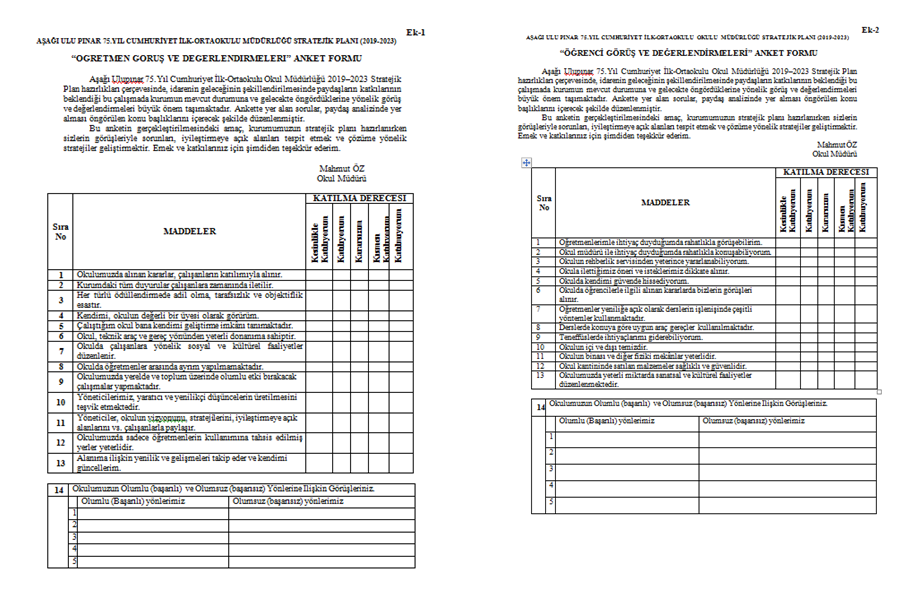 Ek-1
AŞAĞI ULU PINAR 75.YIL CUMHURİYET İLK-ORTAOKULU MÜDÜRLÜĞÜ STRATEJİK PLANI (2019-2023)
“OGRETMEN GORUS VE DEGERLENDIRMELERI” ANKET FORMU
Aşağı Ulupınar 75.Yıl Cumhuriyet İlk-Ortaokulu Okul Müdürlüğü 2019–2023 Stratejik
Plan hazırlıkları çerçevesinde, idarenin geleceğinin şekillendirilmesinde paydaşların katkılarının
beklendiği bu çalışmada kurumun mevcut durumuna ve gelecekte öngördüklerine yönelik görüş
ve değerlendirmeleri büyük önem taşımaktadır. Ankette yer alan sorular, paydaş analizinde yer
alması öngörülen konu başlıklarını içerecek şekilde düzenlenmiştir.
Bu anketin gerçekleştirilmesindeki amaç, kurumumuzun stratejik planı hazırlanırken
sizlerin görüşleriyle sorunları, iyileştirmeye açık alanları tespit etmek ve çözüme yönelik
stratejiler geliştirmektir. Emek ve katkılarınız için şimdiden teşekkür ederim.
Mahmut ÖZ
Okul Müdürü
Sıra No
MADDELER
KATILMA DERECESI
Kesinlikle Katılıyorum
Katılıyorum
Kararsızım
Kısmen Katılıyorum
Katılmıyorum
1 Okulumuzda alınan kararlar, çalışanların katılımıyla alınır.
2 Kurumdaki tüm duyurular çalışanlara zamanında iletilir.
3 Her türlü ödüllendirmede adil olma, tarafsızlık ve objektiflik
esastır.
4 Kendimi, okulun değerli bir üyesi olarak görürüm.
5 Çalıştığım okul bana kendimi geliştirme imkânı tanımaktadır.
6 Okul, teknik araç ve gereç yönünden yeterli donanıma sahiptir.
7 Okulda çalışanlara yönelik sosyal ve kültürel faaliyetler
düzenlenir.
8 Okulda öğretmenler arasında ayrım yapılmamaktadır.
9 Okulumuzda yerelde ve toplum üzerinde olumlu etki bırakacak
çalışmalar yapmaktadır.
10 Yöneticilerimiz, yaratıcı ve yenilikçi düşüncelerin üretilmesini
teşvik etmektedir.
11 Yöneticiler, okulun vizyonunu, stratejilerini, iyileştirmeye açık
alanlarını vs. çalışanlarla paylaşır.
12 Okulumuzda sadece öğretmenlerin kullanımına tahsis edilmiş
yerler yeterlidir.
13 Alanıma ilişkin yenilik ve gelişmeleri takip eder ve kendimi
güncellerim.
14 Okulumuzun Olumlu (başarılı) ve Olumsuz (başarısız) Yönlerine İlişkin Görüşleriniz.
Olumlu (Başarılı) yönlerimiz Olumsuz (başarısız) yönlerimiz
1
2
3
4
5
Ek-2
AŞAĞI ULU PINAR 75.YIL CUMHURİYET İLK-ORTAOKULU OKULU MÜDÜRLÜĞÜ STRATEJİK PLANI (2019-2023)
“ÖĞRENCİ GÖRÜŞ VE DEĞERLENDİRMELERİ” ANKET FORMU
Aşağı Ulupınar 75.Yıl Cumhuriyet İlk-Ortaokulu Okul Müdürlüğü 2019–2023 Stratejik Plan
hazırlıkları çerçevesinde, idarenin geleceğinin şekillendirilmesinde paydaşların katkılarının beklendiği bu
çalışmada kurumun mevcut durumuna ve gelecekte öngördüklerine yönelik görüş ve değerlendirmeleri
büyük önem taşımaktadır. Ankette yer alan sorular, paydaş analizinde yer alması öngörülen konu
başlıklarını içerecek şekilde düzenlenmiştir.
Bu anketin gerçekleştirilmesindeki amaç, kurumumuzun stratejik planı hazırlanırken sizlerin
görüşleriyle sorunları, iyileştirmeye açık alanları tespit etmek ve çözüme yönelik stratejiler geliştirmektir.
Emek ve katkılarınız için şimdiden teşekkür ederim.
Mahmut ÖZ
Okul Müdürü
Sıra No
MADDELER
KATILMA DERECESI
Kesinlikle Katılıyorum
Katılıyorum
Kararsızım
Kısmen Katılıyorum
Katılmıyorum
1 Öğretmenlerimle ihtiyaç duyduğumda rahatlıkla görüşebilirim.
2 Okul müdürü ile ihtiyaç duyduğumda rahatlıkla konuşabiliyorum.
3 Okulun rehberlik servisinden yeterince yararlanabiliyorum.
4 Okula ilettiğimiz öneri ve isteklerimiz dikkate alınır.
5 Okulda kendimi güvende hissediyorum.
6 Okulda öğrencilerle ilgili alınan kararlarda bizlerin görüşleri
alınır.
7 Öğretmenler yeniliğe açık olarak derslerin işlenişinde çeşitli
yöntemler kullanmaktadır.
8 Derslerde konuya göre uygun araç gereçler kullanılmaktadır.
9 Teneffüslerde ihtiyaçlarımı giderebiliyorum.
10 Okulun içi ve dışı temizdir.
11 Okulun binası ve diğer fiziki mekânlar yeterlidir.
12 Okul kantininde satılan malzemeler sağlıklı ve güvenlidir.
13 Okulumuzda yeterli miktarda sanatsal ve kültürel faaliyetler
düzenlenmektedir.
14 Okulumuzun Olumlu (başarılı) ve Olumsuz (başarısız) Yönlerine İlişkin Görüşleriniz.
Olumlu (Başarılı) yönlerimiz Olumsuz (başarısız) yönlerimiz
1
2
3
4
5